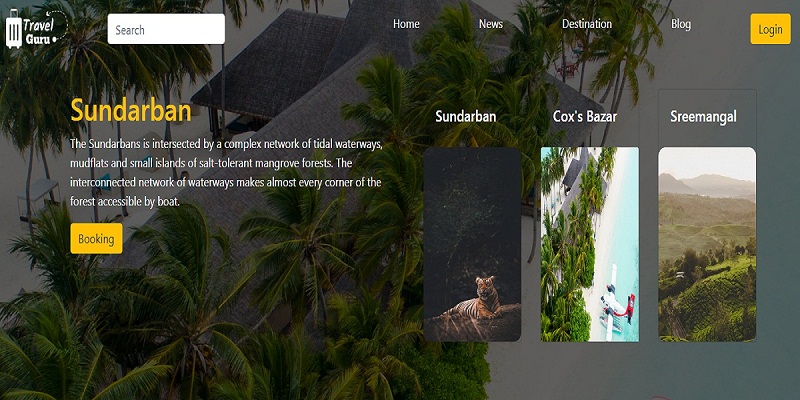 Travel
Guru
Search
Home
News
Destination
Blog
Login
Sundarban
The Sundarbans is intersected by a complex network of tidal waterways,
mudflats and small islands of salt-tolerant mangrove forests. The
interconnected network of waterways makes almost every corner of the
forest accessible by boat.
Booking
Sundarban
Cox's Bazar
Sreemangal